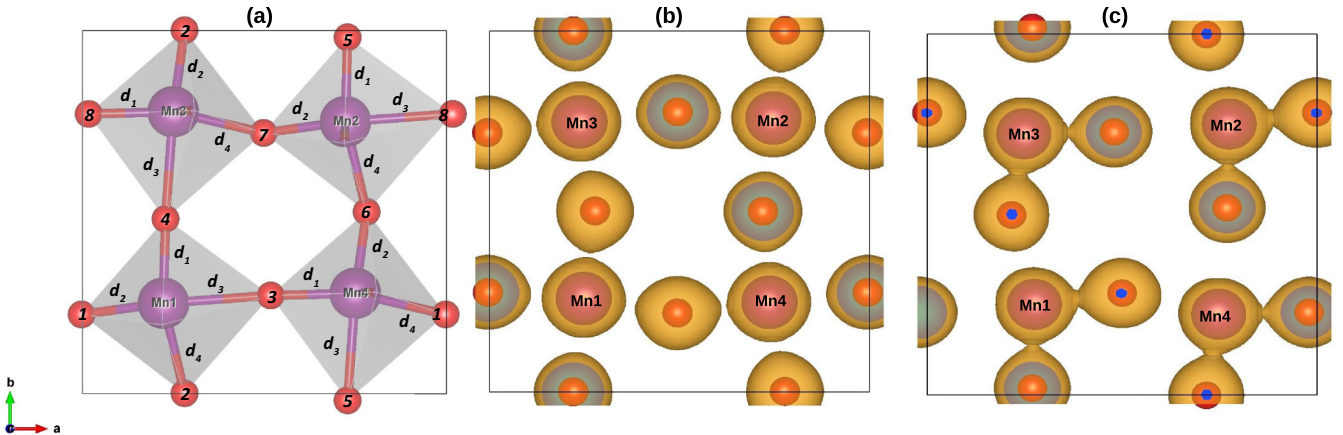 (a) (b) (c)
2 5
d2 d1
d1 d3
8 Mn3 Mn2 8
d2
7
d4
d3 d4
4 6
d1 d2
d3 d1
d2
Mn1 Mn4
1 3 1
d4
d4 d3
2 5
b
a
Mn3 Mn2
Mn1 Mn4
Mn3 Mn2
Mn1 Mn4